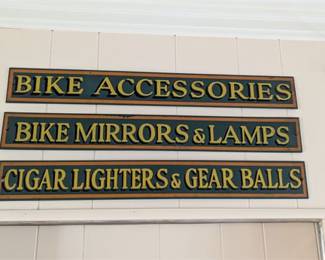 BIKE ACCESSORIES
BIKE MIRRORS & LAMPS
CIGAR LIGHTERS & GEAR BALLS